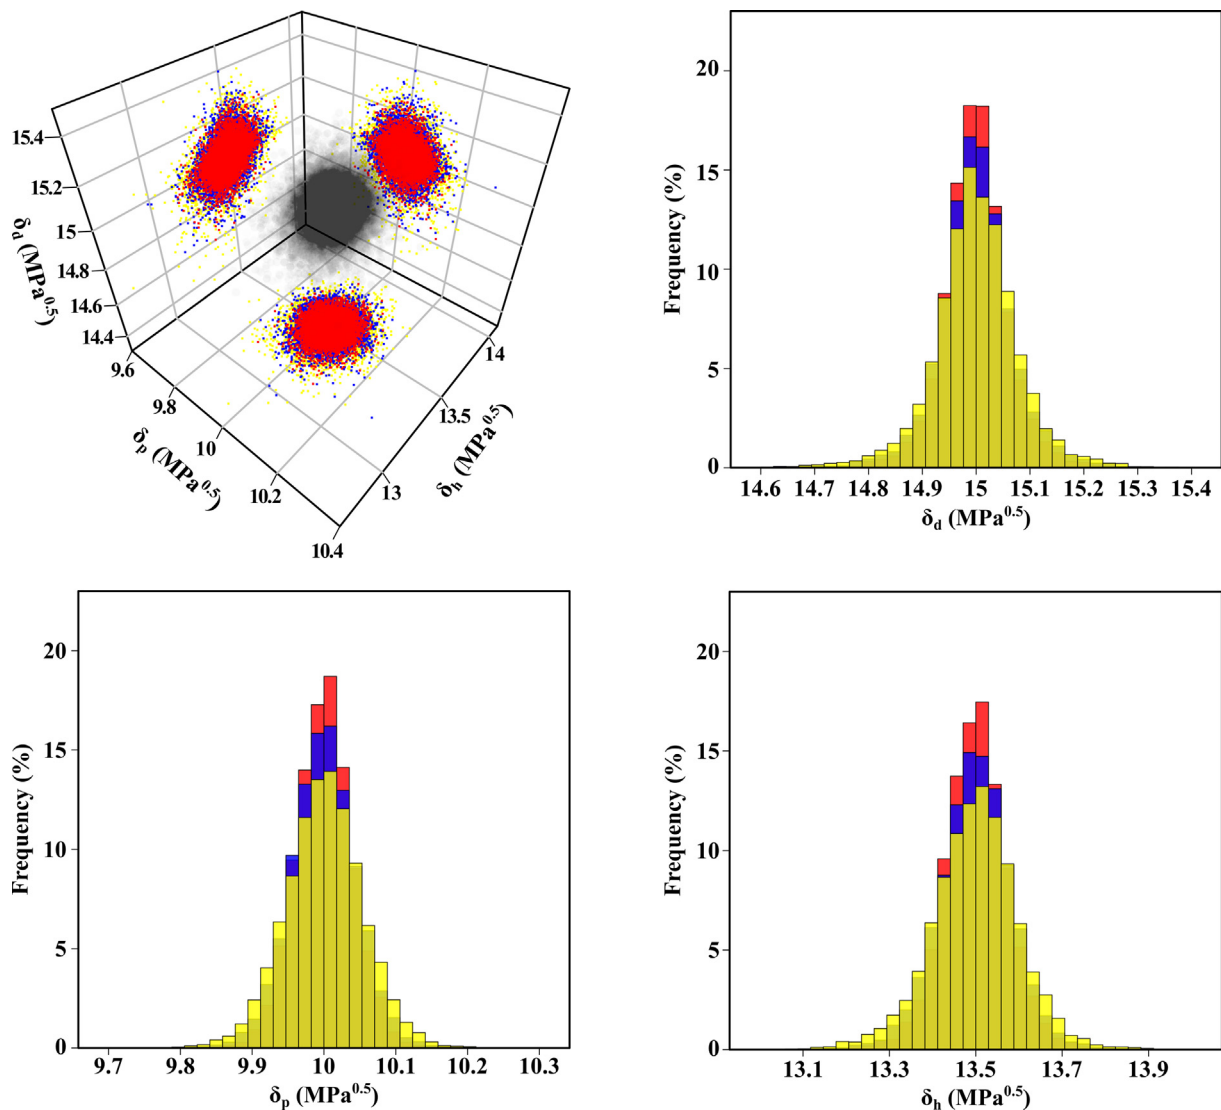 15.4
15.2
15
14.8
14.6
14.4
δd (MPa0.5)
9.6
9.8
10
10.2
10.4
δp (MPa0.5)
13
13.5
14
δh (MPa0.5)
Frequency (%)
20
15
10
5
0
14.6 14.7 14.8 14.9 15 15.1 15.2 15.3 15.4
δd (MPa0.5)
Frequency (%)
20
15
10
5
0
9.7 9.8 9.9 10 10.1 10.2 10.3
δp (MPa0.5)
Frequency (%)
20
15
10
5
0
13.1 13.3 13.5 13.7 13.9
δh (MPa0.5)